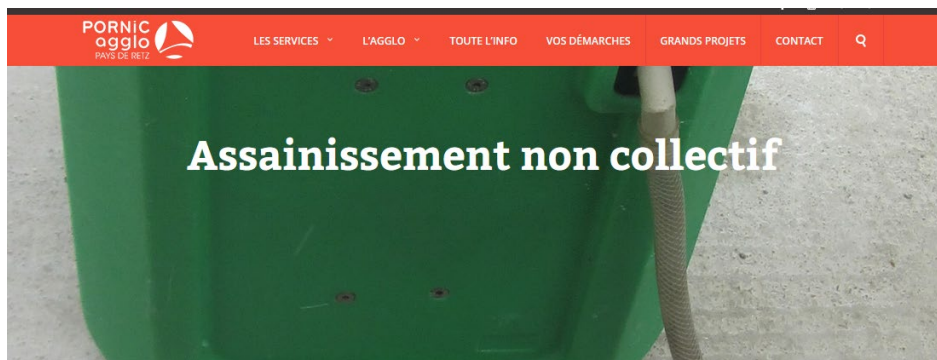 PORNIC
agglo
PAYS DE RETZ
LES SERVICES
L'AGGLO
TOUTE L'INFO
VOS DÉMARCHES
GRANDS PROJETS
CONTACT
Assainissement non collectif